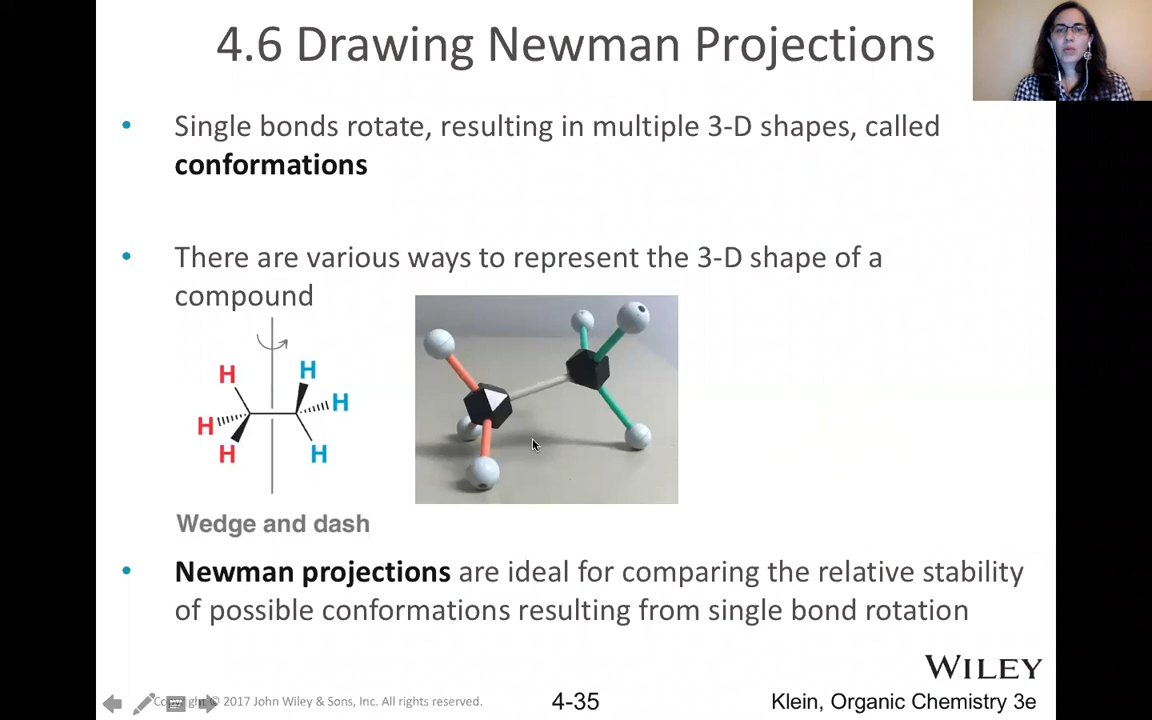 4.6 Drawing Newman Projections
• Single bonds rotate, resulting in multiple 3-D shapes, called
conformations
• There are various ways to represent the 3-D shape of a
compound
H H
H H
H H
Wedge and dash
• Newman projections are ideal for comparing the relative stability
of possible conformations resulting from single bond rotation
WILEY
Copyright © 2017 John Wiley & Sons, Inc. All rights reserved. 4-35 Klein, Organic Chemistry 3e